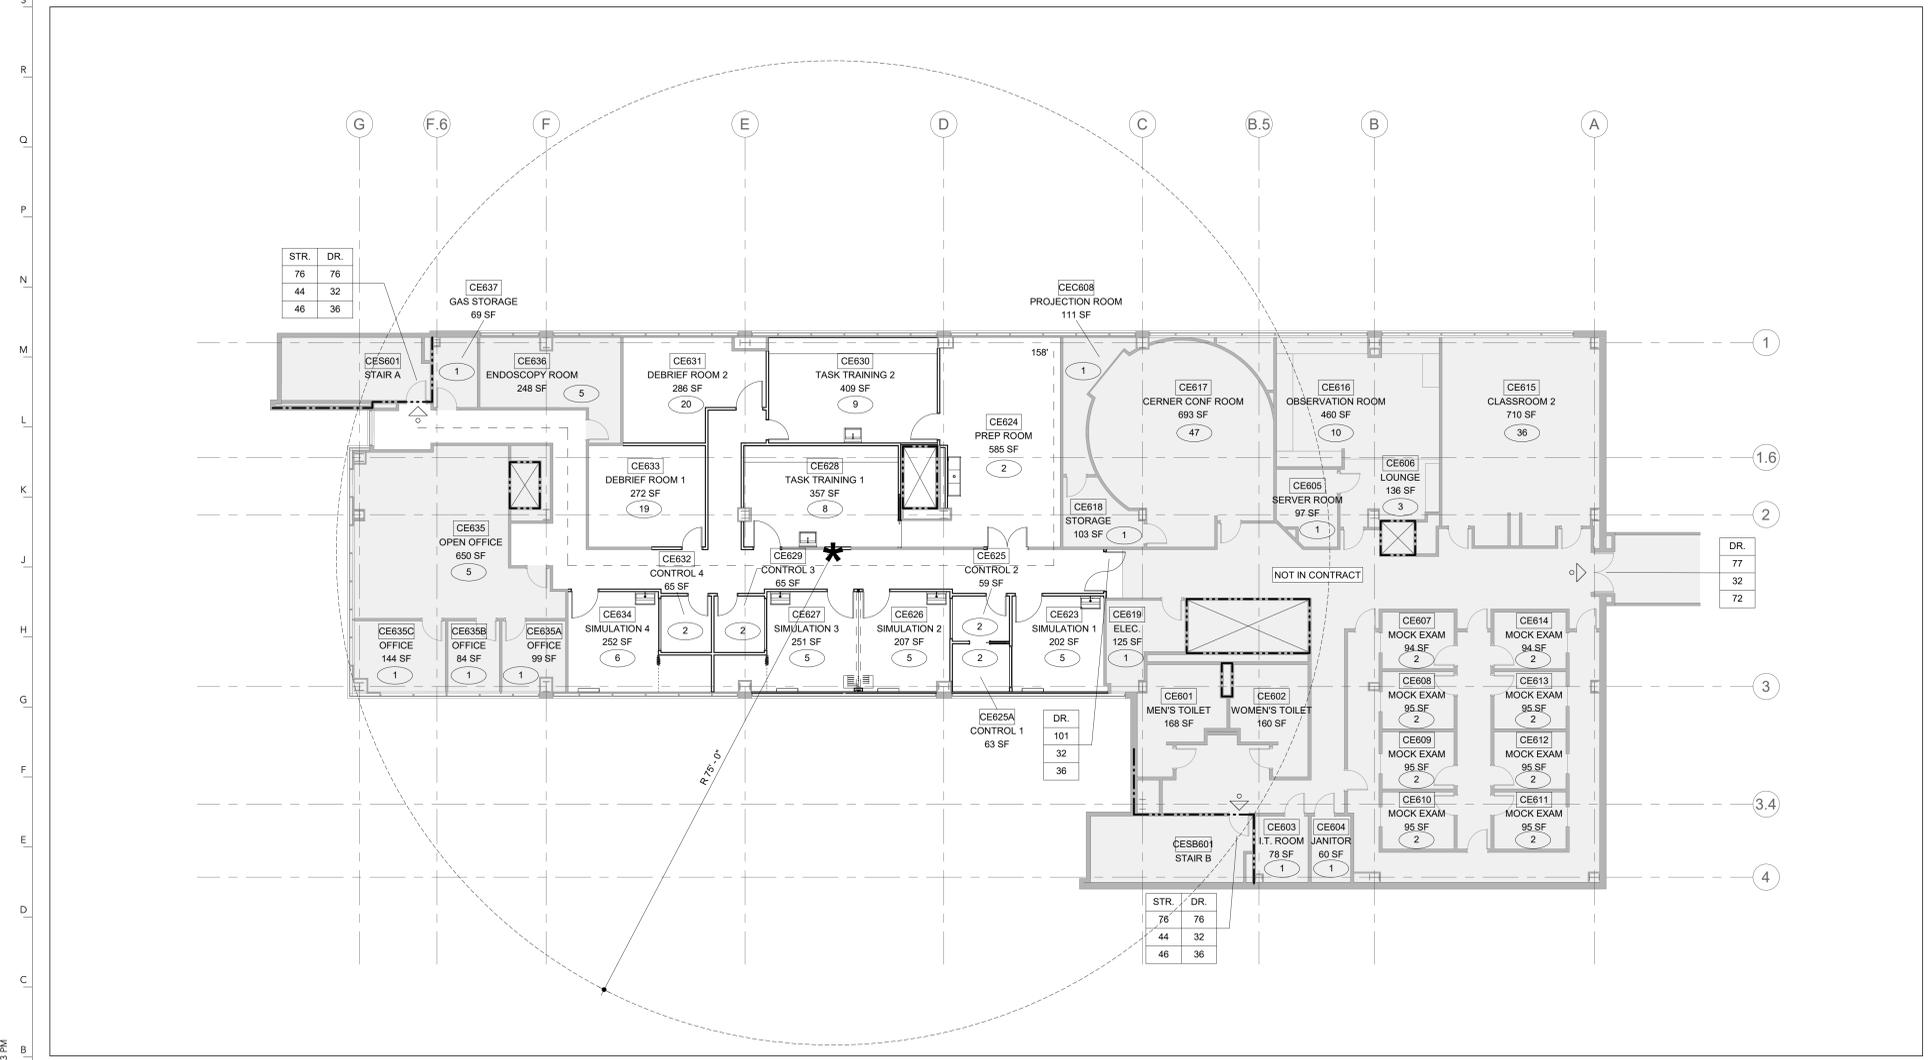 S
R
Q
P
N
M
L
K
J
H
G
F
E
D
C
B
3 PM
G
F.6
F
E
D
C
B.5
B
A
1
1.6
2
3
3.4
4
STR. DR.
76 76
44 32
46 36
CE637
GAS STORAGE
69 SF
1
CEC608
PROJECTION ROOM
111 SF
1
CES601
STAIR A
CE636
ENDOSCOPY ROOM
248 SF
5
CE631
DEBRIEF ROOM 2
286 SF
20
CE630
TASK TRAINING 2
409 SF
9
158'
CE624
PREP ROOM
585 SF
2
CE617
CERNER CONF ROOM
693 SF
47
CE616
OBSERVATION ROOM
460 SF
10
CE615
CLASSROOM 2
710 SF
36
CE633
DEBRIEF ROOM 1
272 SF
19
CE628
TASK TRAINING 1
357 SF
8
CE618
STORAGE
103 SF
1
CE605
SERVER ROOM
97 SF
1
CE606
LOUNGE
136 SF
3
CE635
OPEN OFFICE
650 SF
5
CE632
CONTROL 4
65 SF
2
CE629
CONTROL 3
65 SF
2
CE625
CONTROL 2
59 SF
2
NOT IN CONTRACT
DR.
77
32
72
CE635C
OFFICE
144 SF
1
CE635B
OFFICE
84 SF
1
CE635A
OFFICE
99 SF
1
CE634
SIMULATION 4
252 SF
6
CE627
SIMULATION 3
251 SF
5
CE626
SIMULATION 2
207 SF
5
2
CE623
SIMULATION 1
202 SF
5
CE619
ELEC.
125 SF
1
CE607
MOCK EXAM
94 SF
2
CE614
MOCK EXAM
94 SF
2
CE608
MOCK EXAM
95 SF
2
CE613
MOCK EXAM
95 SF
2
CE609
MOCK EXAM
95 SF
2
CE612
MOCK EXAM
95 SF
2
CE610
MOCK EXAM
95 SF
2
CE611
MOCK EXAM
95 SF
2
CE601
MEN'S TOILET
168 SF
CE602
WOMEN'S TOILET
160 SF
CE625A
CONTROL 1
63 SF
DR.
101
32
36
R 75' - 0"
CESB601
STAIR B
CE603
I.T. ROOM
78 SF
1
CE604
JANITOR
60 SF
1
STR. DR.
76 76
44 32
46 36